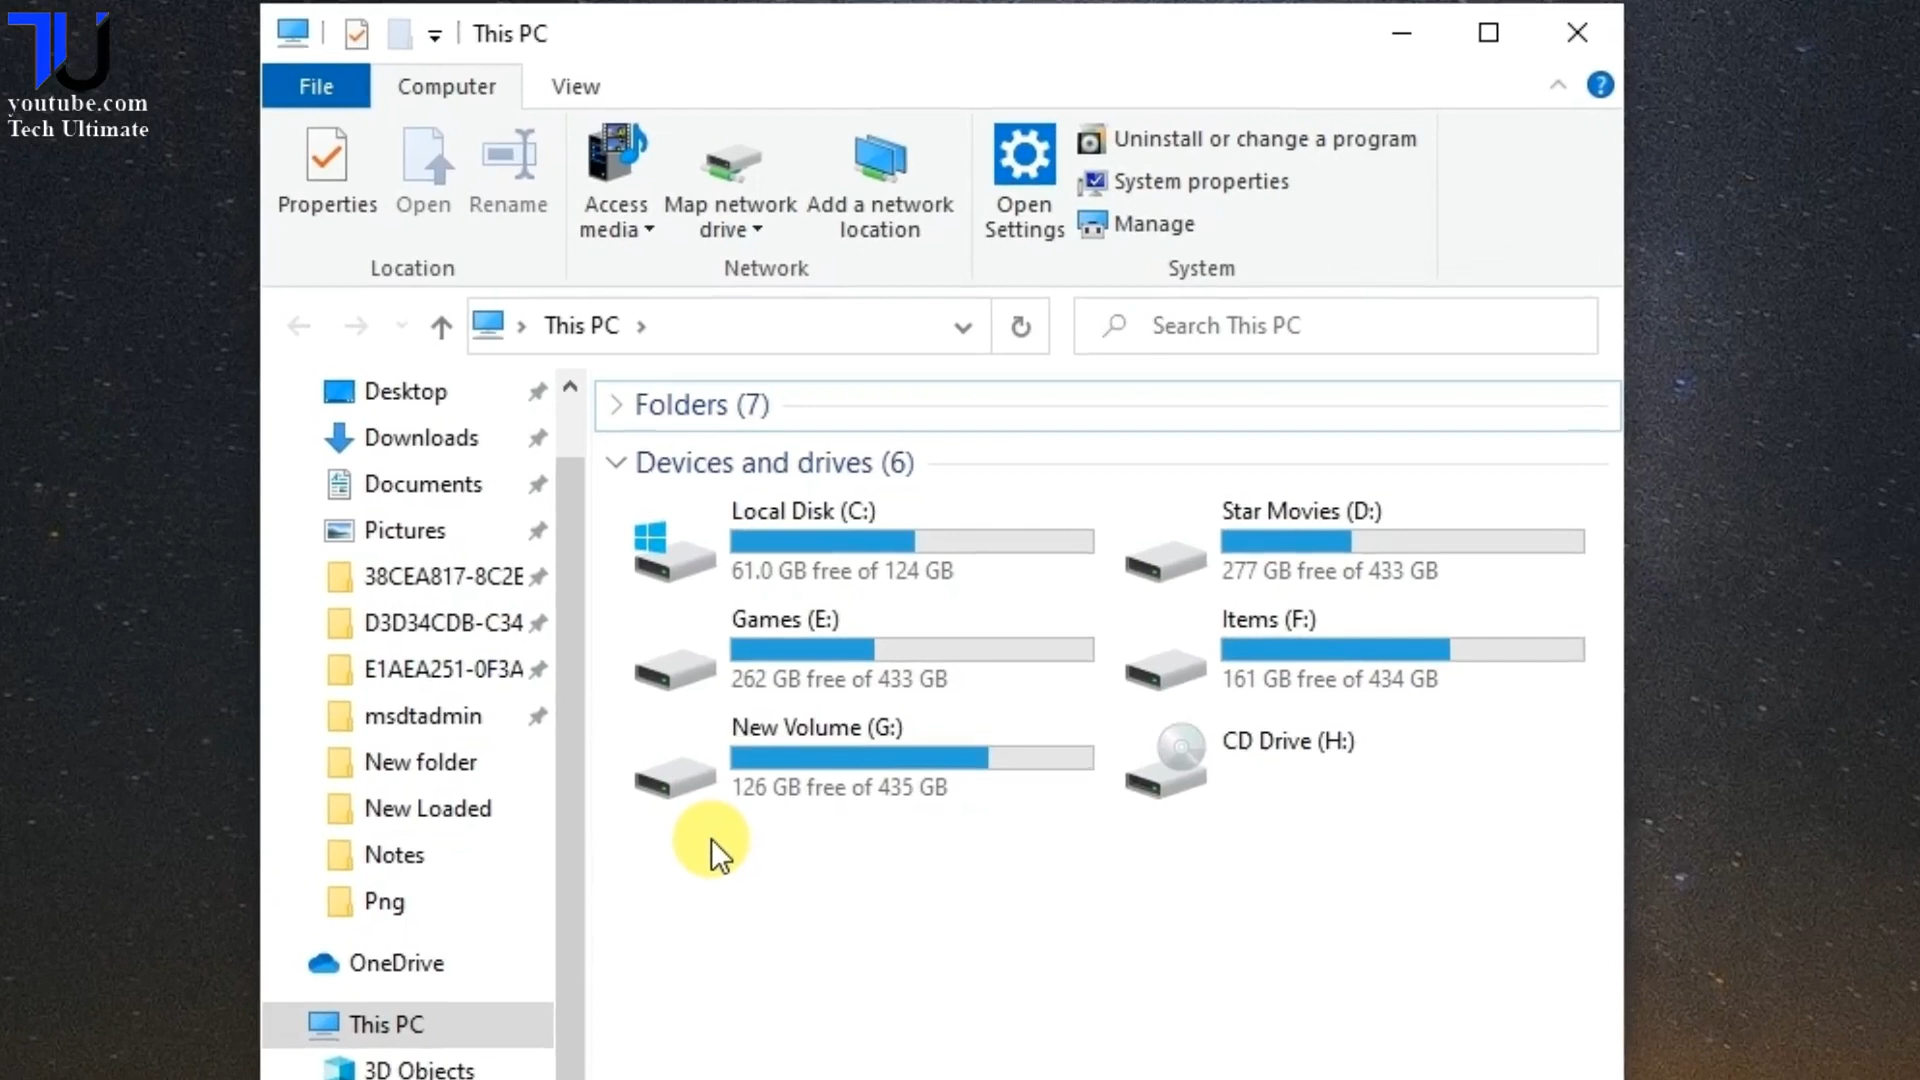 TU
youtube.com
Tech Ultimate
This PC
File
Computer
View
?
Properties
Open
Rename
Location
Access
media
Map network
drive
Add a network
location
Network
Open
Settings
Uninstall or change a program
System properties
Manage
System
This PC
Search This PC
Desktop
Downloads
Documents
Pictures
38CEA817-8C2E
D3D34CDB-C34
E1AEA251-0F3A
msdtadmin
New folder
New Loaded
Notes
Png
OneDrive
This PC
3D Objects
Folders (7)
Devices and drives (6)
Local Disk (C:)
61.0 GB free of 124 GB
Star Movies (D:)
277 GB free of 433 GB
Games (E:)
262 GB free of 433 GB
Items (F:)
161 GB free of 434 GB
New Volume (G:)
126 GB free of 435 GB
CD Drive (H:)